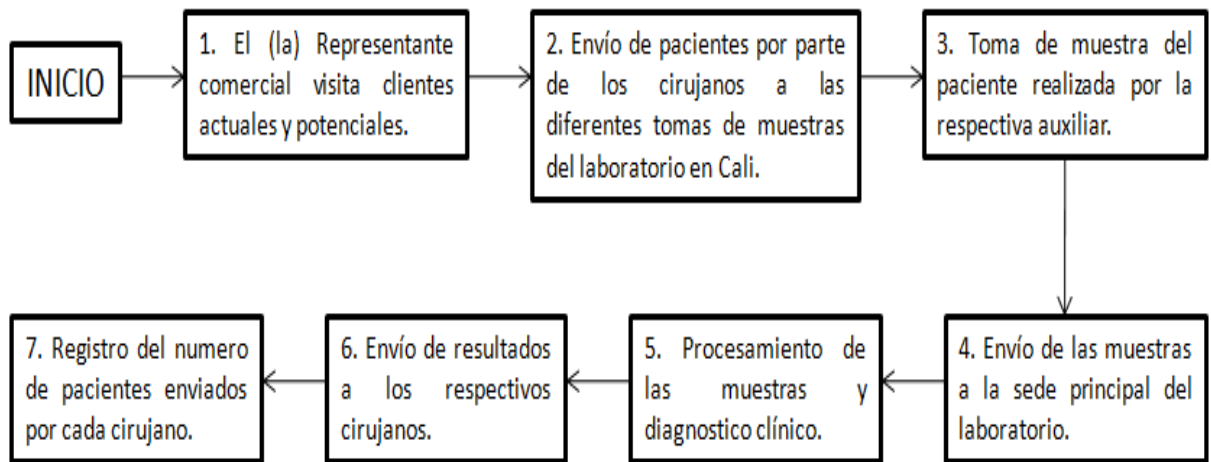 INICIO
1. El (la) Representante
comercial visita clientes
actuales y potenciales.
2. Envío de pacientes por parte
de los cirujanos a las
diferentes tomas de muestras
del laboratorio en Cali.
3. Toma de muestra del
paciente realizada por la
respectiva auxiliar.
4. Envío de las muestras
a la sede principal del
laboratorio.
5. Procesamiento de
las muestras y
diagnostico clínico.
6. Envío de resultados
a los respectivos
cirujanos.
7. Registro del numero
de pacientes enviados
por cada cirujano.